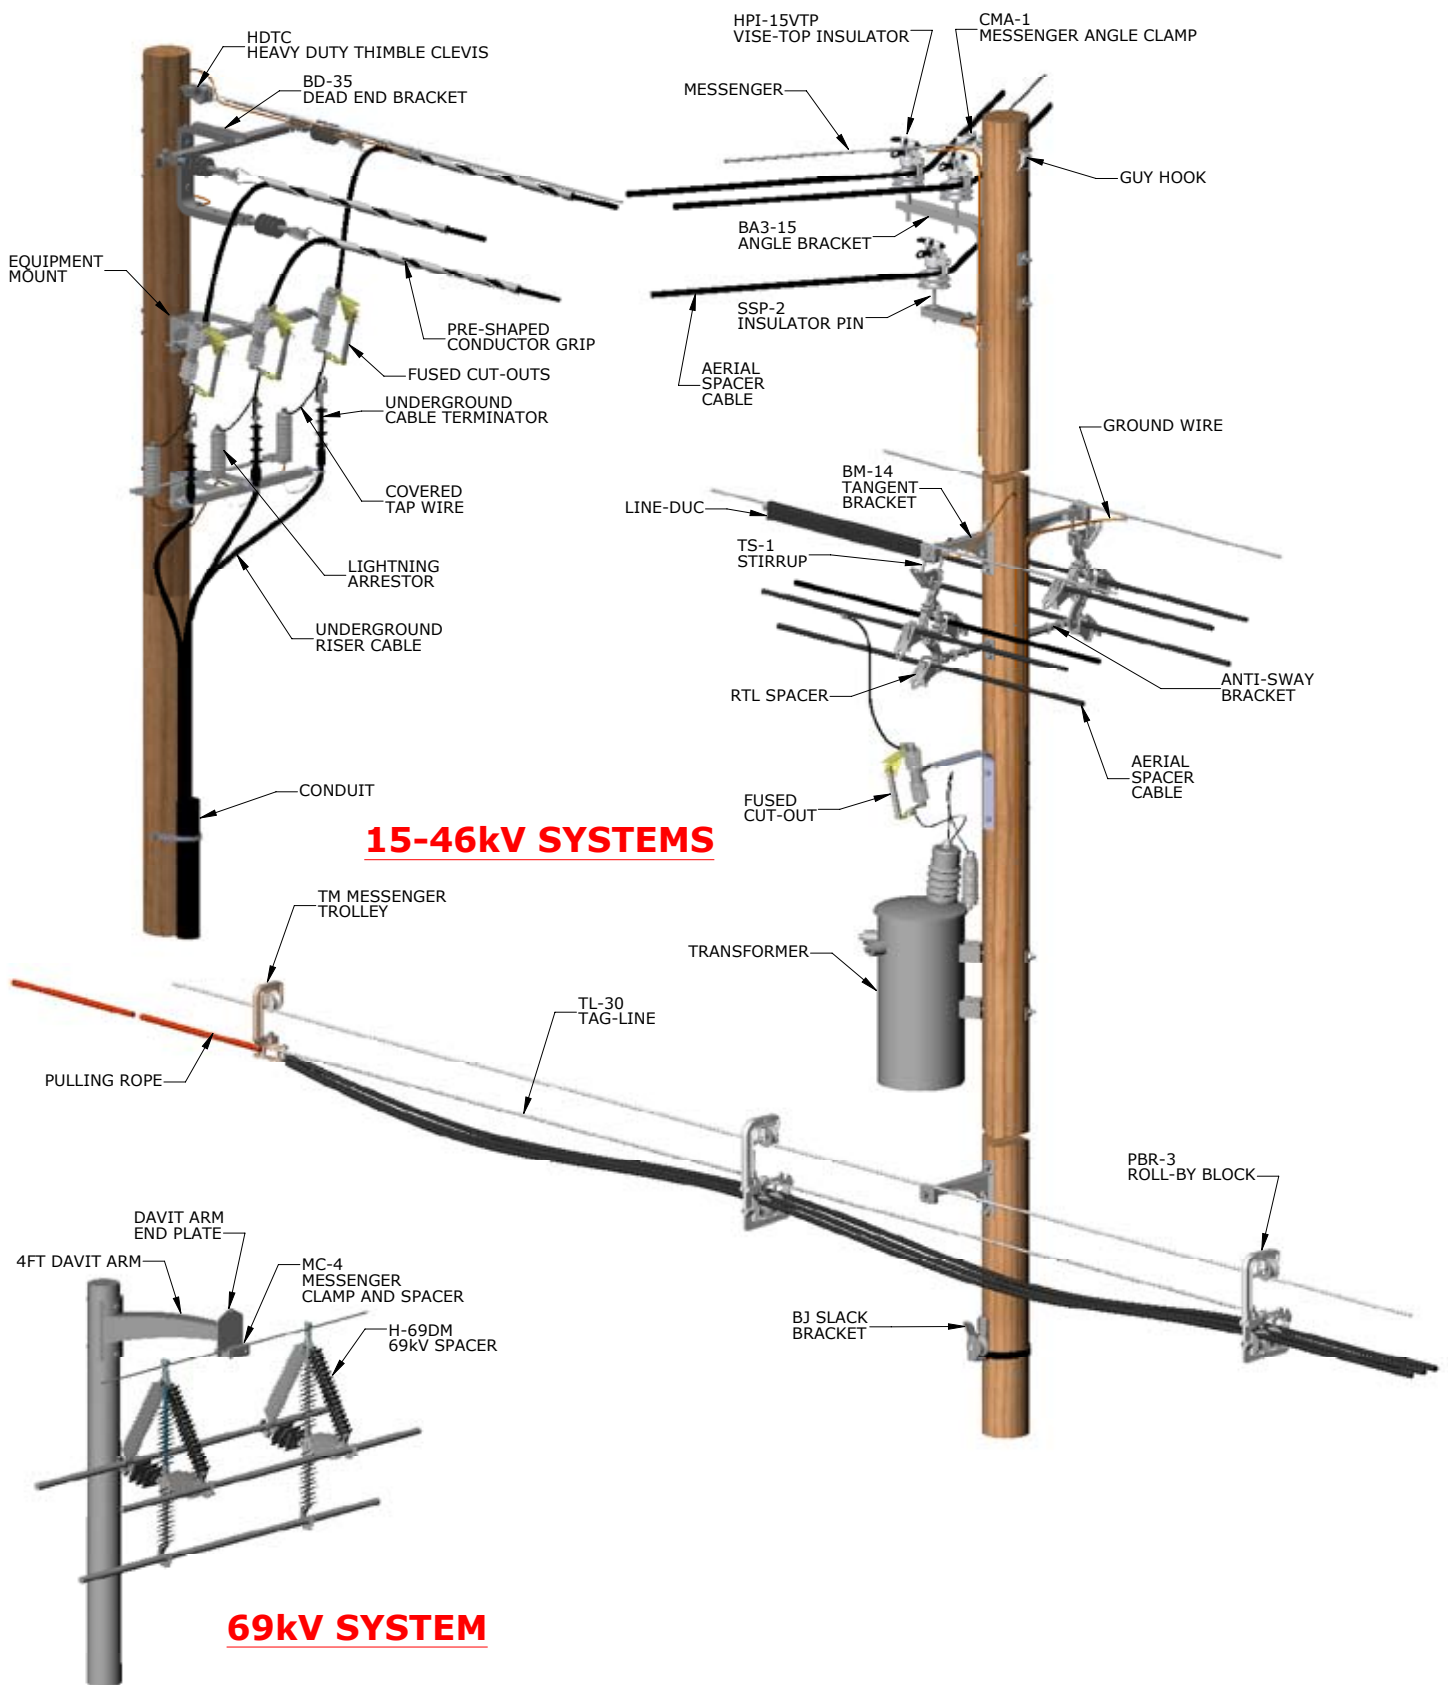 HDTC
HEAVY DUTY THIMBLE CLEVIS
BD-35
DEAD END BRACKET
EQUIPMENT
MOUNT
PRE-SHAPED
CONDUCTOR GRIP
FUSED CUT-OUTS
UNDERGROUND
CABLE TERMINATOR
COVERED
TAP WIRE
LIGHTNING
ARRESTOR
UNDERGROUND
RISER CABLE
CONDUIT
HPI-15VTP
VISE-TOP INSULATOR
CMA-1
MESSENGER ANGLE CLAMP
MESSENGER
GUY HOOK
BA3-15
ANGLE BRACKET
SSP-2
INSULATOR PIN
AERIAL
SPACER
CABLE
GROUND WIRE
BM-14
TANGENT
BRACKET
LINE-DUC
TS-1
STIRRUP
RTL SPACER
ANTI-SWAY
BRACKET
AERIAL
SPACER
CABLE
FUSED
CUT-OUT
TRANSFORMER
15-46kV SYSTEMS
TM MESSENGER
TROLLEY
TL-30
TAG-LINE
PULLING ROPE
PBR-3
ROLL-BY BLOCK
BJ SLACK
BRACKET
DAVIT ARM
END PLATE
4FT DAVIT ARM
MC-4
MESSENGER
CLAMP AND SPACER
H-69DM
69kV SPACER
69kV SYSTEM